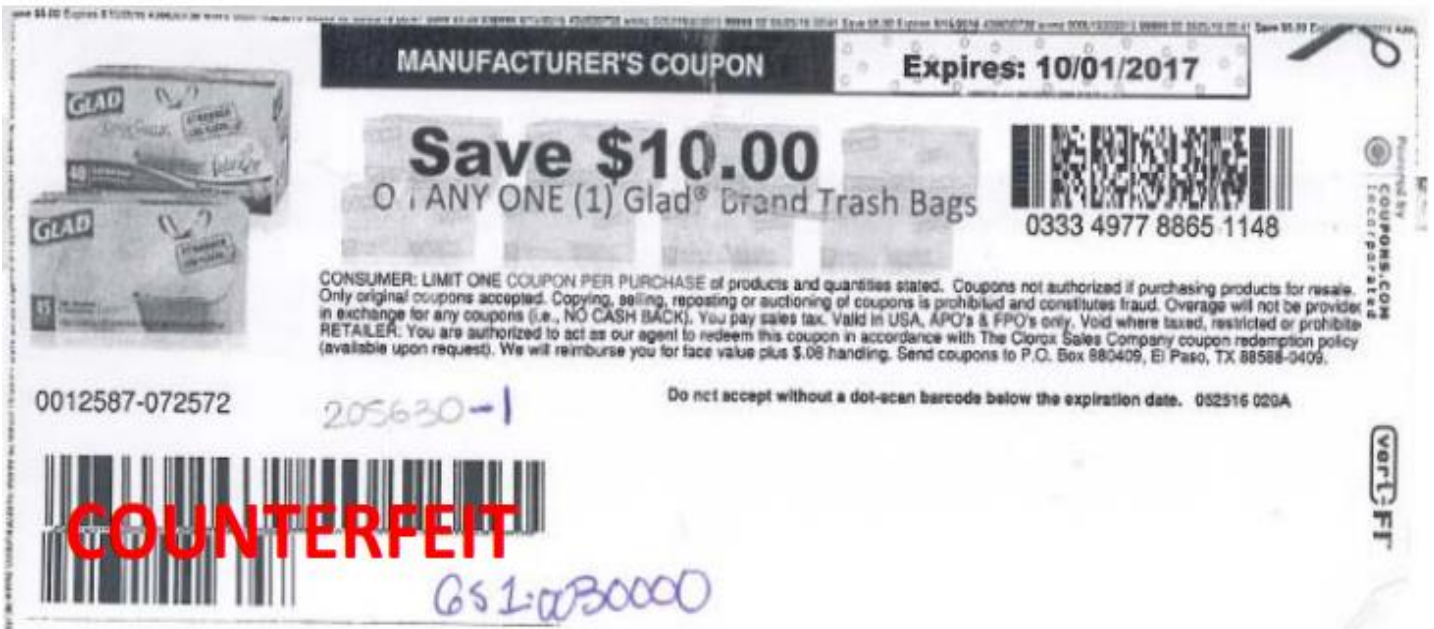 MANUFACTURER'S COUPON
Expires: 10/01/2017
GLAD
GLAD
Save $10.00
ANY ONE (1) Glad® Brand Trash Bags
0333 4977 8865 1148
Powered by
COUPONS.COM
Incorporated
CONSUMER: LIMIT ONE COUPON PER PURCHASE of products and quantities stated. Coupons not authorized if purchasing products for resale.
Only original coupons accepted. Copying, selling, reposting or auctioning of coupons is prohibited and constitutes fraud. Overage will not be provided
in exchange for any coupons (i.e., NO CASH BACK). You pay sales tax. Valid in USA, APO's & FPO's only. Void where taxed, restricted or prohibite
RETAILER: You are authorized to act as our agent to redeem this coupon in accordance with The Clorox Sales Company coupon redemption policy
(available upon request). We will reimburse you for face value plus $.08 handling. Send coupons to P.O. Box 880409, El Paso, TX 88588-0409.
0012587-072572
205630-1
Do not accept without a dot-scan barcode below the expiration date. 052516 020A
veri-Fi
COUNTERFEIT
GS1:0030000